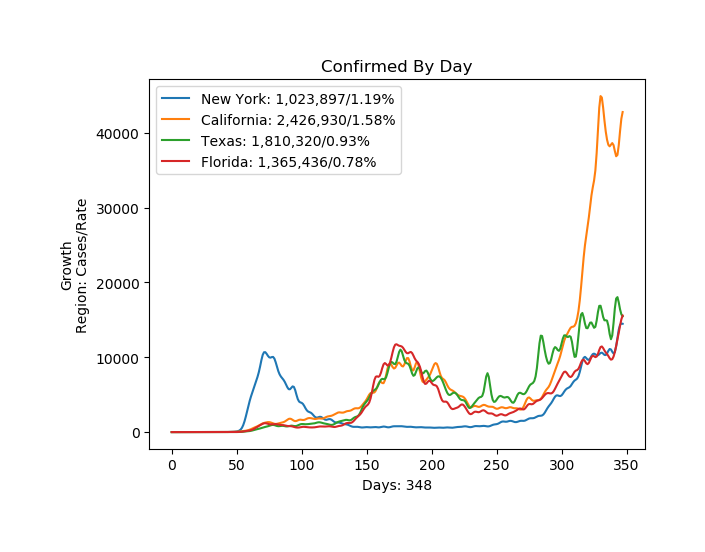 Confirmed By Day
New York: 1,023,897/1.19%
California: 2,426,930/1.58%
Texas: 1,810,320/0.93%
Florida: 1,365,436/0.78%
Growth
Region: Cases/Rate
40000
30000
20000
10000
0
0 50 100 150 200 250 300 350
Days: 348